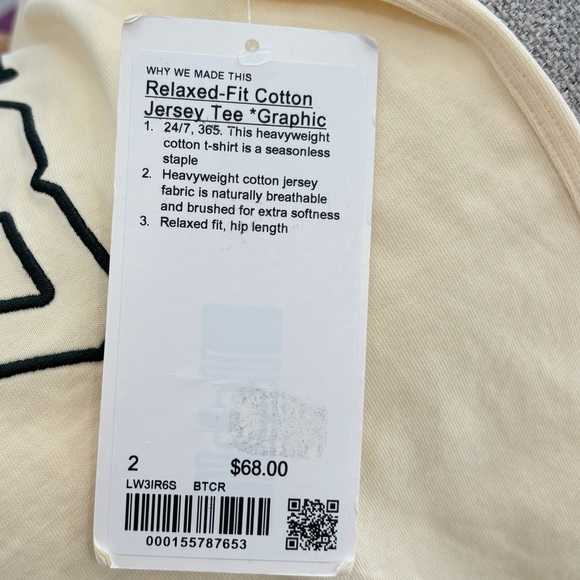 WHY WE MADE THIS
Relaxed-Fit Cotton
Jersey Tee *Graphic
1. 24/7, 365. This heavyweight
cotton t-shirt is a seasonless
staple
2. Heavyweight cotton jersey
fabric is naturally breathable
and brushed for extra softness
3. Relaxed fit, hip length
2 $68.00
LW3IR6S BTCR
000155787653